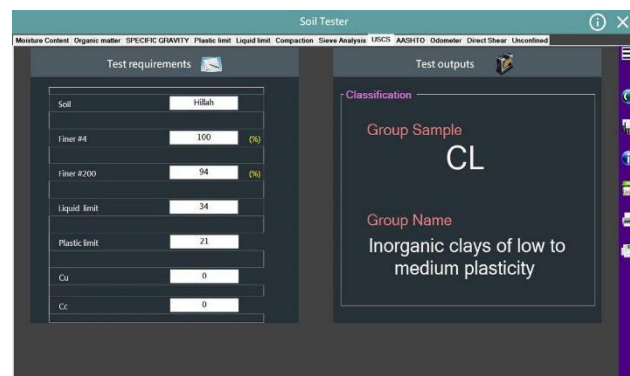 Soil Tester
Moisture Content Organic matter SPECIFIC GRAVITY Plastic limit Liquid limit Compaction Sieve Analysis USCS AASHTO Odometer Direct Shear Unconfined
Test requirements
Soil Hillah
Finer #4 100 (%)
Finer #200 94 (%)
Liquid limit 34
Plastic limit 21
Cu 0
Cc 0
Test outputs
Classification
Group Sample
CL
Group Name
Inorganic clays of low to
medium plasticity